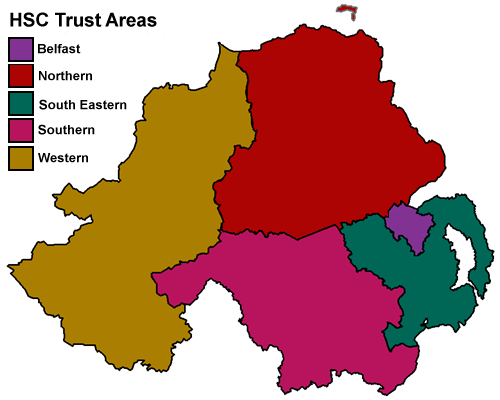 HSC Trust Areas
Belfast
Northern
South Eastern
Southern
Western